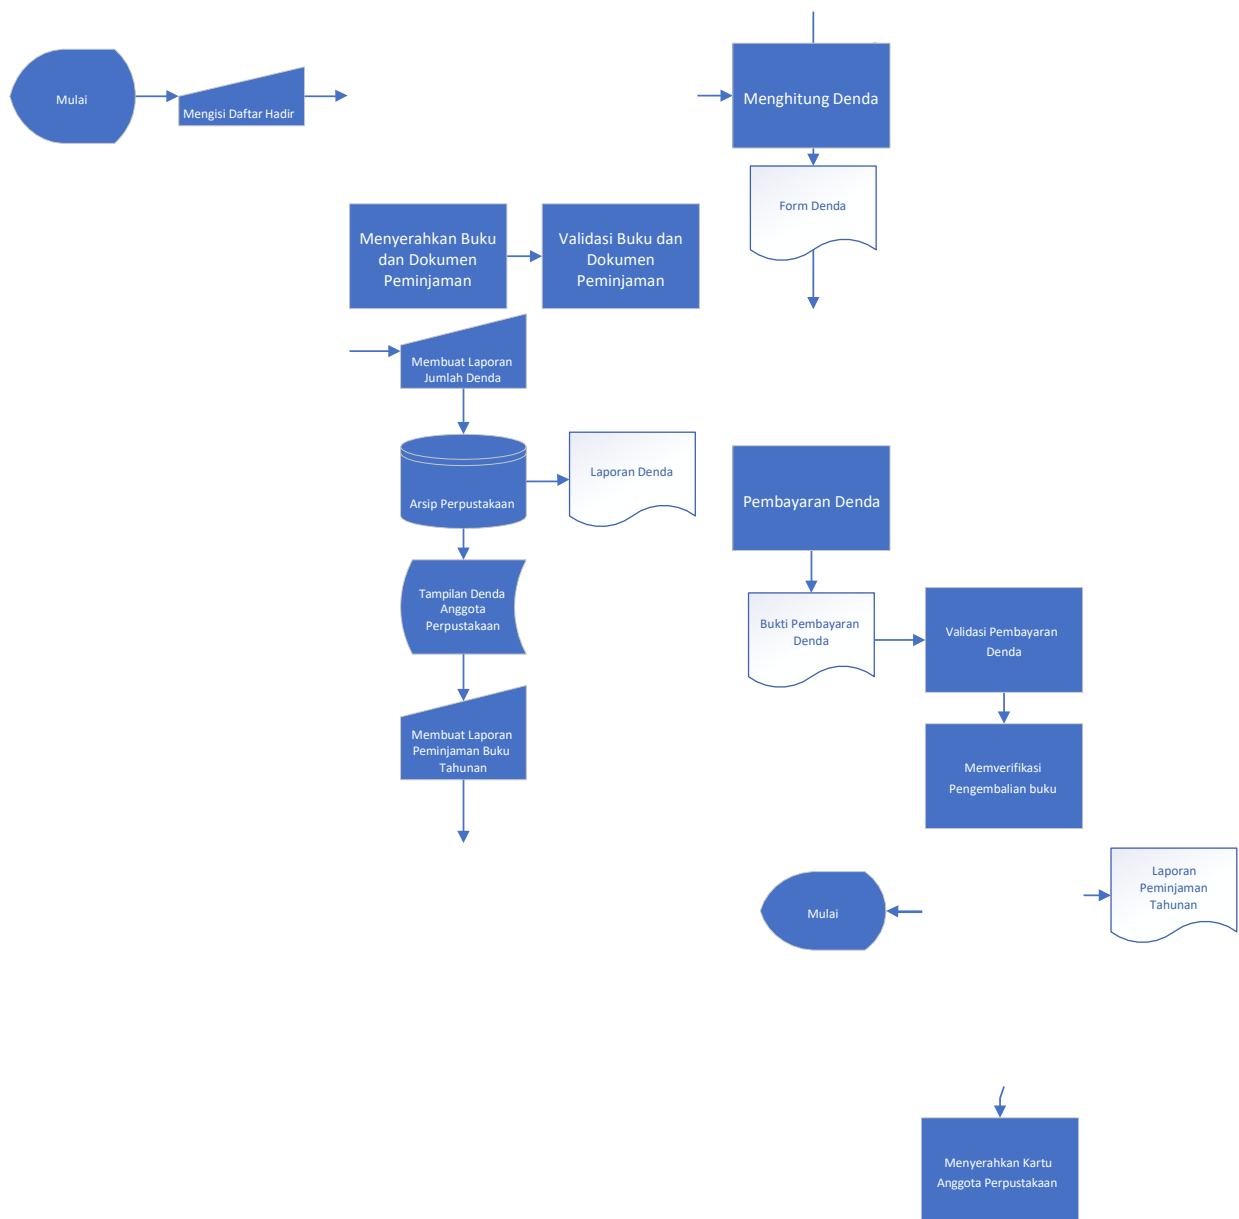 Mulai
Mengisi Daftar Hadir
Menghitung Denda
Form Denda
Menyerahkan Buku
dan Dokumen
Peminjaman
Validasi Buku dan
Dokumen
Peminjaman
Membuat Laporan
Jumlah Denda
Arsip Perpustakaan
Laporan Denda
Pembayaran Denda
Tampilan Denda
Anggota
Perpustakaan
Bukti Pembayaran
Denda
Validasi Pembayaran
Denda
Membuat Laporan
Peminjaman Buku
Tahunan
Memverifikasi
Pengembalian buku
Mulai
Laporan
Peminjaman
Tahunan
Menyerahkan Kartu
Anggota Perpustakaan